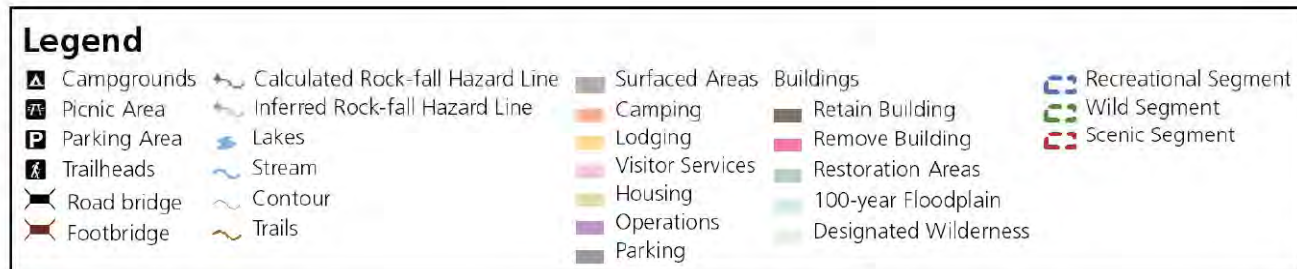 Legend
Campgrounds
Picnic Area
P Parking Area
Trailheads
Road bridge
Footbridge
Calculated Rock-fall Hazard Line
Inferred Rock-fall Hazard Line
Lakes
Stream
Contour
Trails
Surfaced Areas
Camping
Lodging
Visitor Services
Housing
Operations
Parking
Buildings
Retain Building
Remove Building
Restoration Areas
100-year Floodplain
Designated Wilderness
Recreational Segment
Wild Segment
Scenic Segment